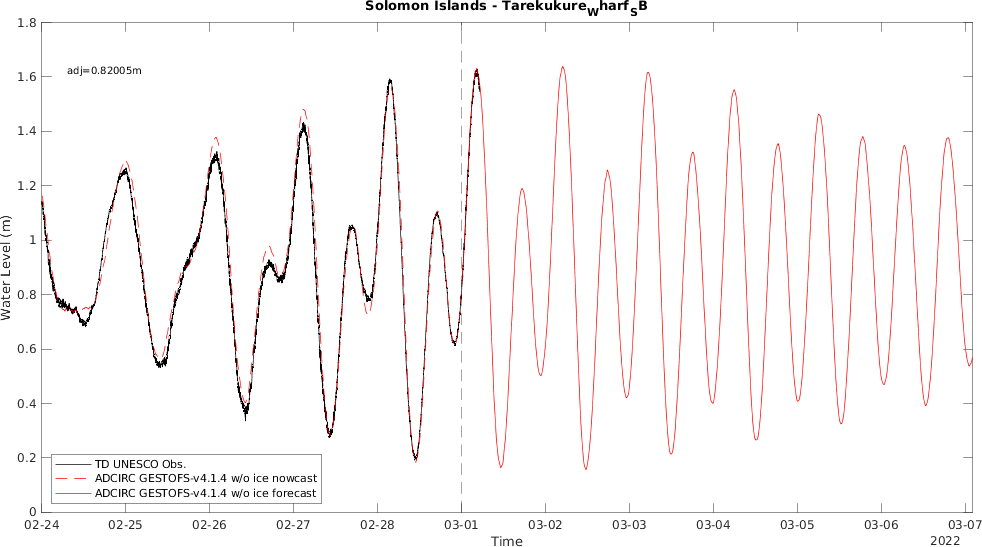 Solomon Islands - Tarekukure_Wharf_SB
1.8
1.6
1.4
1.2
1
0.8
0.6
0.4
0.2
0
Water Level (m)
adj=0.82005m
TD UNESCO Obs.
ADCIRC GESTOFS-v4.1.4 w/o ice nowcast
ADCIRC GESTOFS-v4.1.4 w/o ice forecast
02-24 02-25 02-26 02-27 02-28 03-01 03-02 03-03 03-04 03-05 03-06 03-07
Time
2022